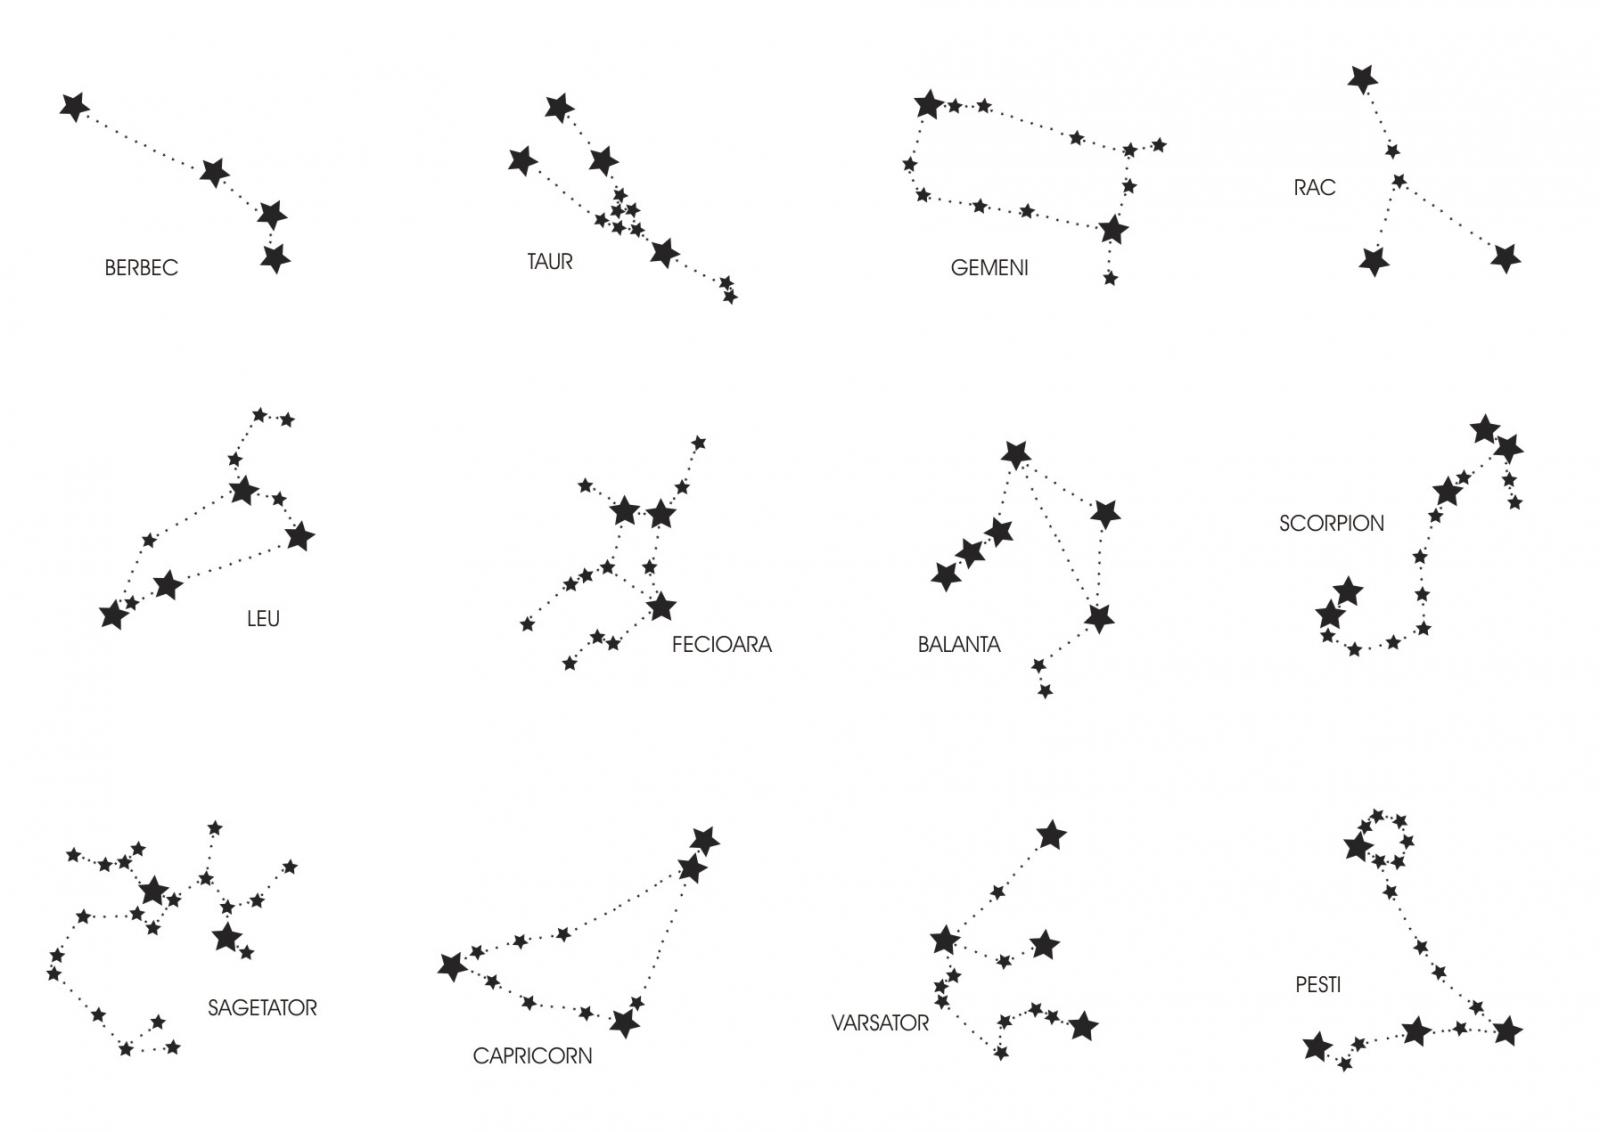 BERBEC
TAUR
GEMENI
RAC
LEU
FECIOARA
BALANTA
SCORPION
SAGETATOR
CAPRICORN
VARSATOR
PESTI